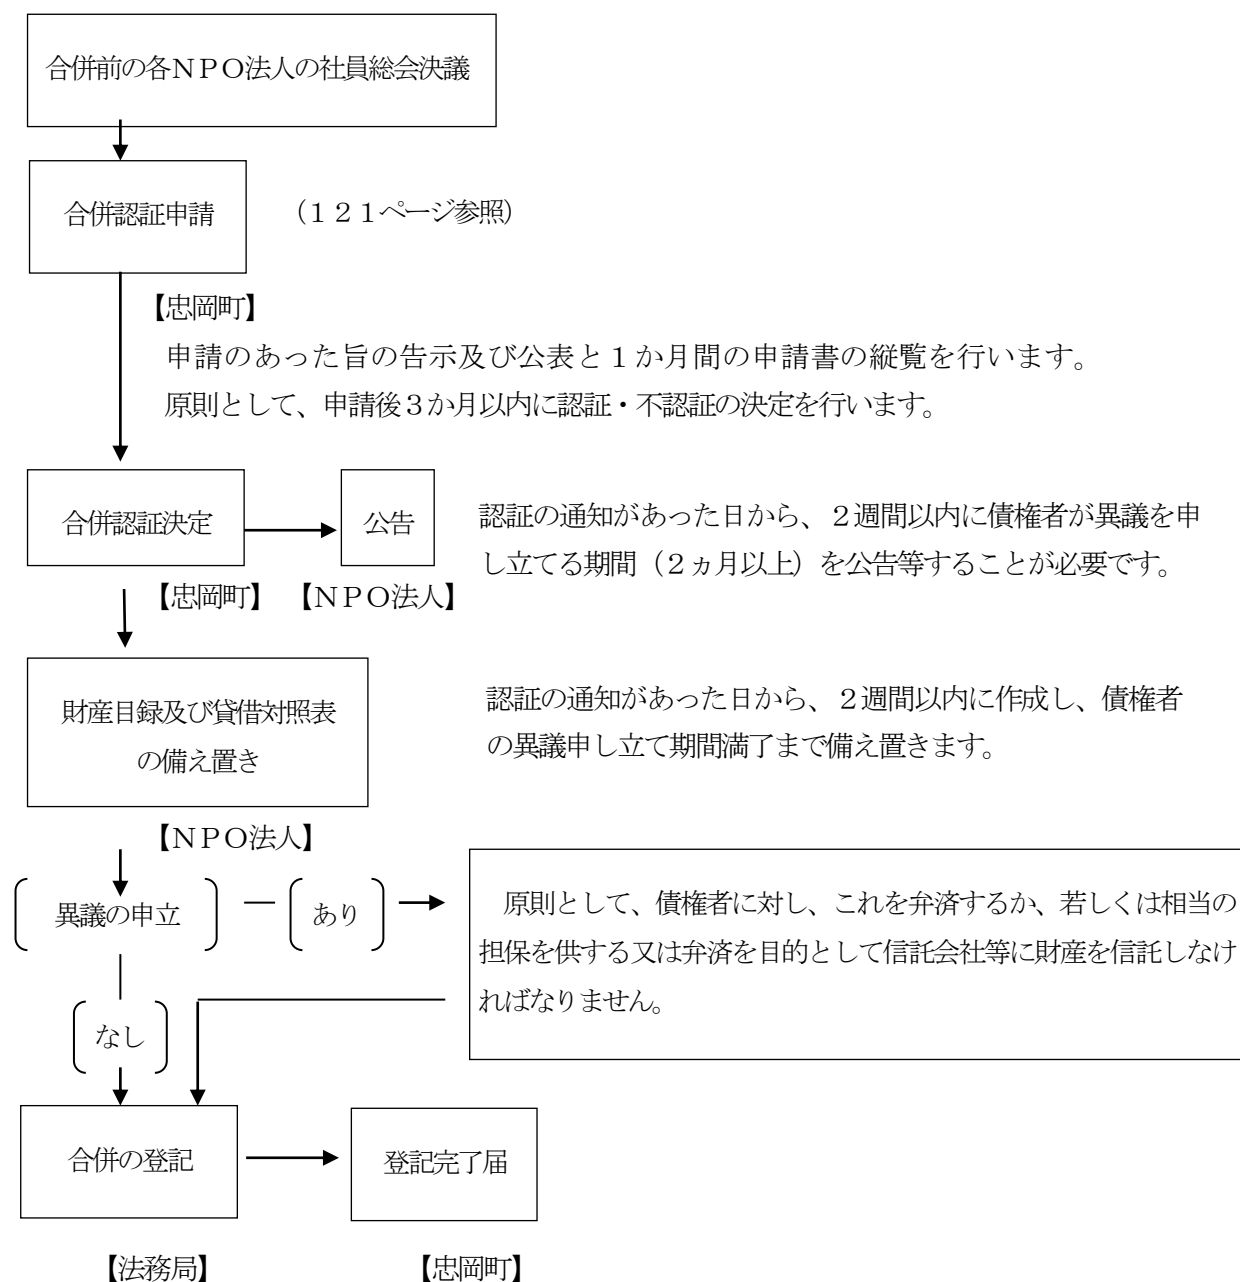 合併前の各ＮＰＯ法人の社員総会決議
合併認証申請
（１２１ページ参照）
【忠岡町】
申請のあった旨の告示及び公表と１か月間の申請書の縦覧を行います。
原則として、申請後３か月以内に認証・不認証の決定を行います。
合併認証決定
公告
認証の通知があった日から、２週間以内に債権者が異議を申
し立てる期間（２ヵ月以上）を公告等することが必要です。
【忠岡町】
【ＮＰＯ法人】
財産目録及び貸借対照表
の備え置き
認証の通知があった日から、２週間以内に作成し、債権者
の異議申し立て期間満了まで備え置きます。
【ＮＰＯ法人】
異議の申立
あり
原則として、債権者に対し、これを弁済するか、若しくは相当の
担保を供する又は弁済を目的として信託会社等に財産を信託しなけ
ればなりません。
なし
合併の登記
登記完了届
【法務局】
【忠岡町】